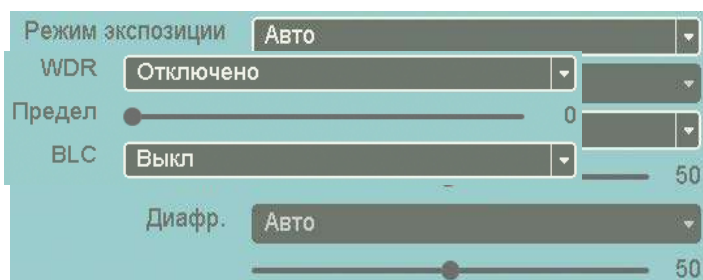 Режим экспозиции Авто
WDR Отключено
Предел 0
BLC Выкл
50
Диафр. Авто
50